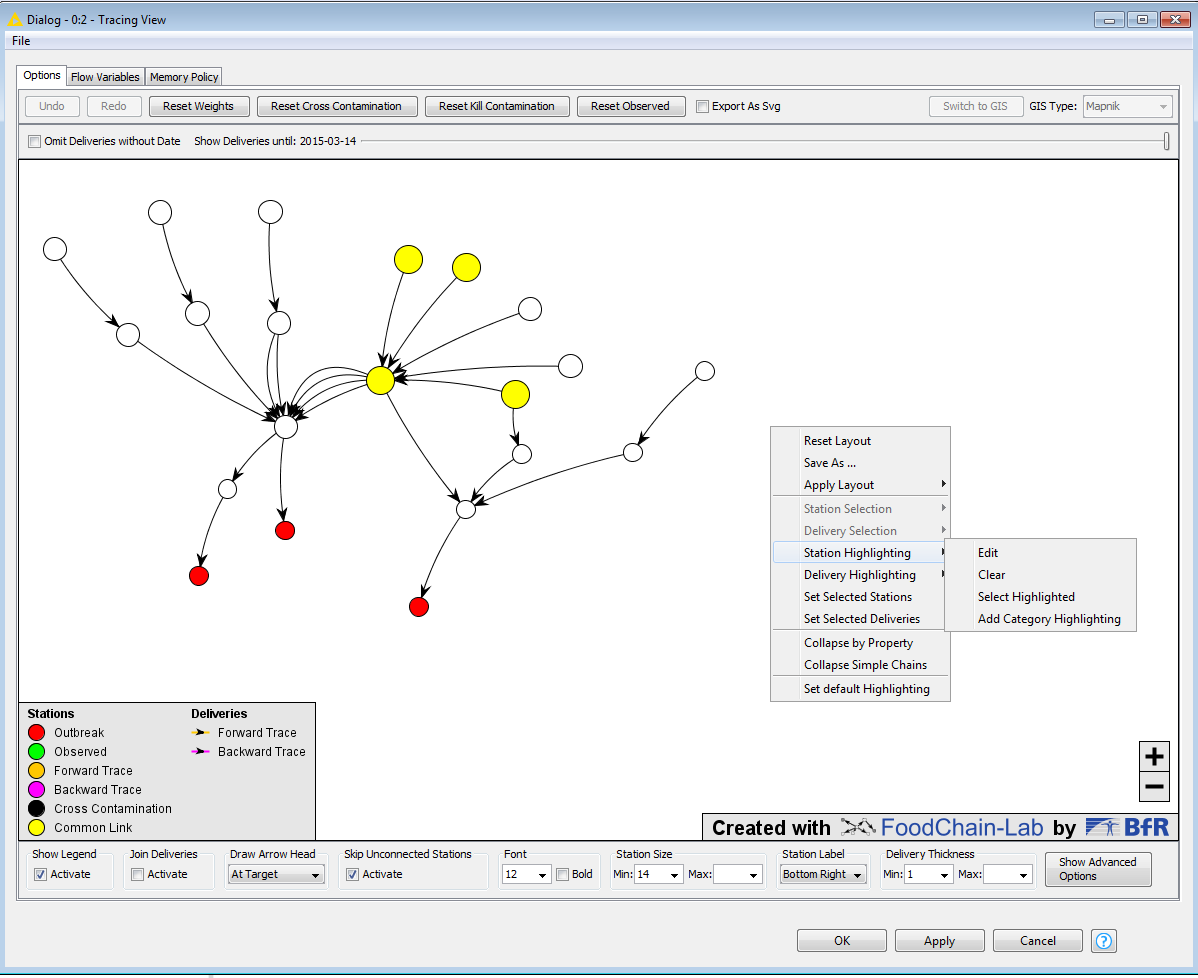 Dialog - 0:2 - Tracing View
File
Options Flow Variables Memory Policy
Undo Redo Reset Weights Reset Cross Contamination Reset Kill Contamination Reset Observed Export As Svg Switch to GIS GIS Type: Mapnik
Omit Deliveries without Date Show Deliveries until: 2015-03-14
Reset Layout
Save As ...
Apply Layout
Station Selection
Delivery Selection
Station Highlighting
Delivery Highlighting
Set Selected Stations
Set Selected Deliveries
Collapse by Property
Collapse Simple Chains
Set default Highlighting
Edit
Clear
Select Highlighted
Add Category Highlighting
Stations Deliveries
Outbreak Forward Trace
Observed Backward Trace
Forward Trace
Backward Trace
Cross Contamination
Common Link
+
−
Created with FoodChain-Lab by BfR
Show Legend Join Deliveries Draw Arrow Head Skip Unconnected Stations Font Station Size Station Label Delivery Thickness
Activate Activate At Target Activate 12 Bold Min: 14 Max: Bottom Right Min: 1 Max:
Show Advanced
Options
OK Apply Cancel ?